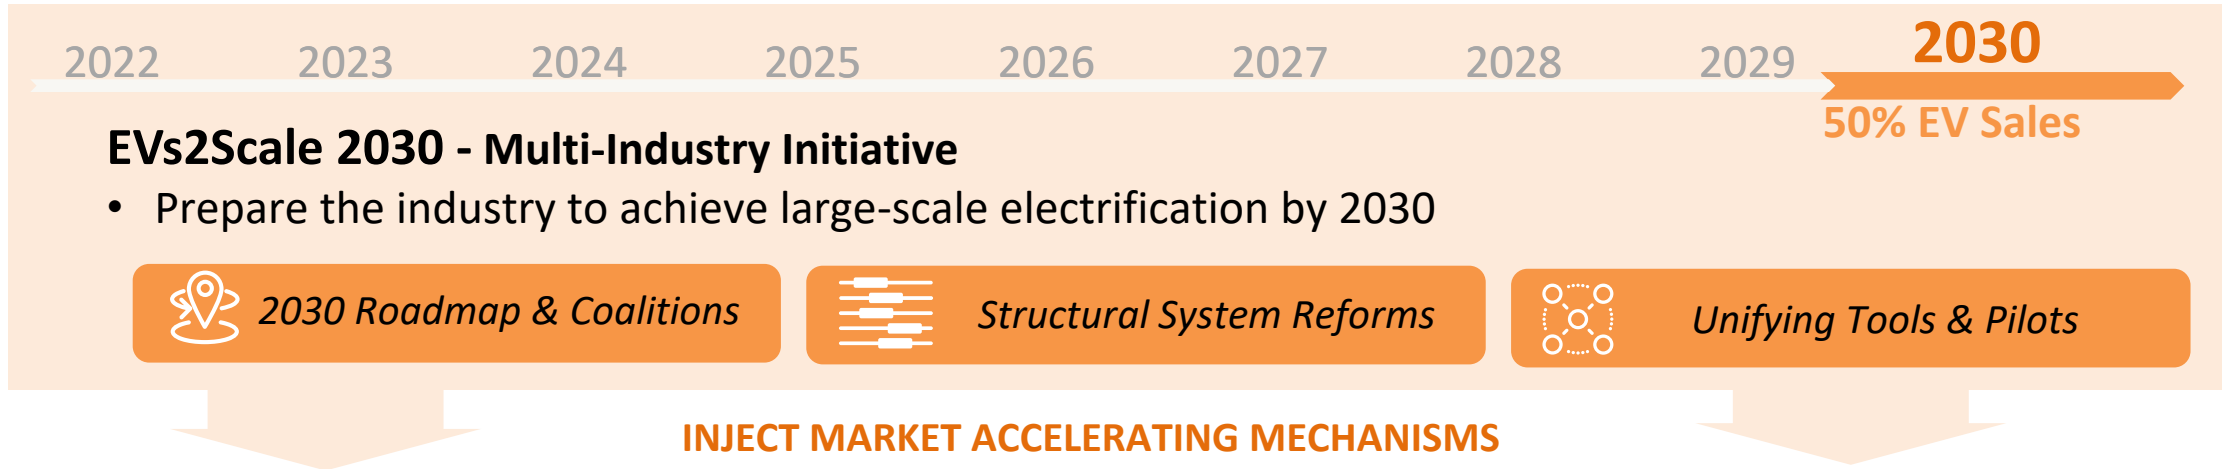 2022 2023 2024 2025 2026 2027 2028 2029 2030
50% EV Sales
EVs2Scale 2030 - Multi-Industry Initiative
• Prepare the industry to achieve large-scale electrification by 2030
2030 Roadmap & Coalitions
Structural System Reforms
Unifying Tools & Pilots
INJECT MARKET ACCELERATING MECHANISMS